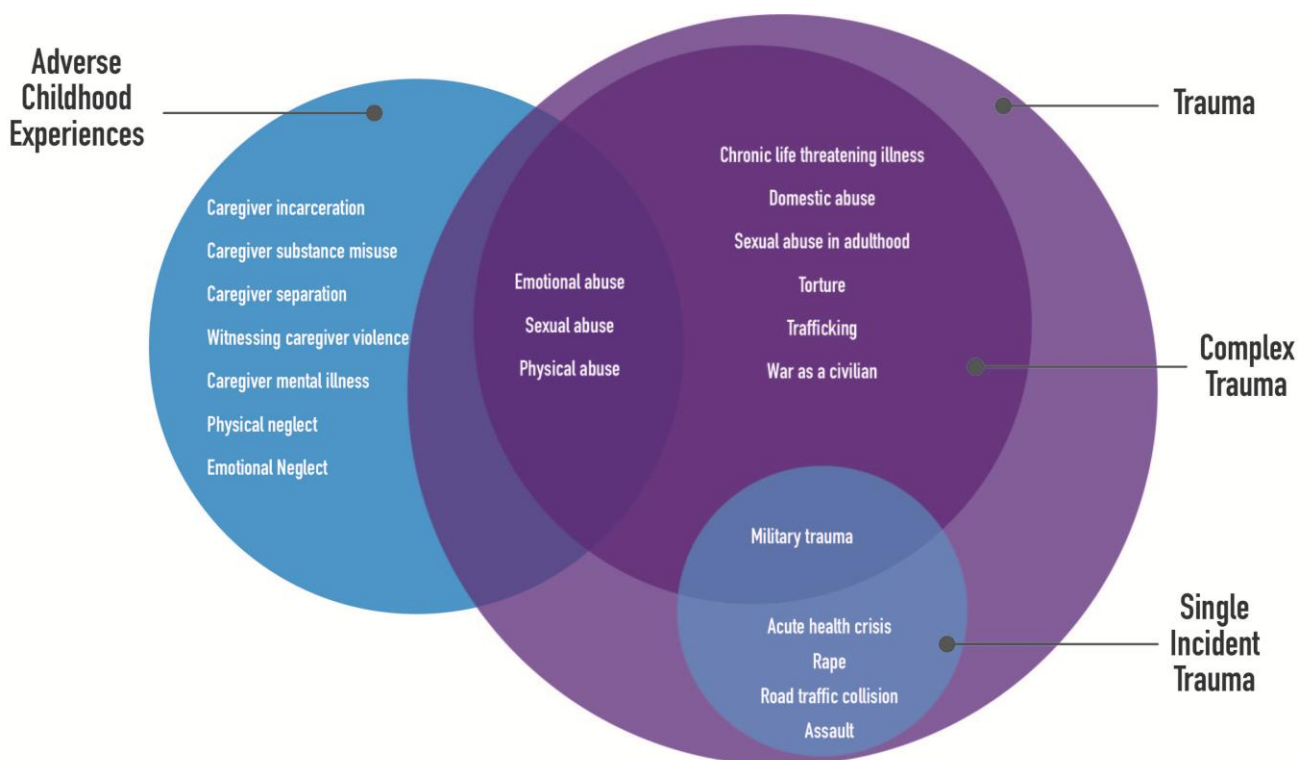 Adverse
Childhood
Experiences
Trauma
Complex
Trauma
Single
Incident
Trauma
Caregiver incarceration
Caregiver substance misuse
Caregiver separation
Witnessing caregiver violence
Caregiver mental illness
Physical neglect
Emotional Neglect
Emotional abuse
Sexual abuse
Physical abuse
Chronic life threatening illness
Domestic abuse
Sexual abuse in adulthood
Torture
Trafficking
War as a civilian
Military trauma
Acute health crisis
Rape
Road traffic collision
Assault